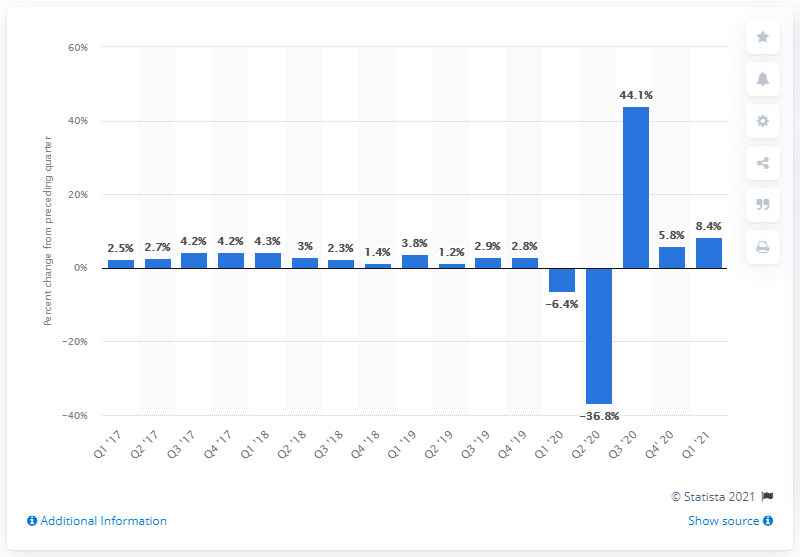 60%
40%
20%
0%
−20%
−40%
Percent change from preceding quarter
2.5%
2.7%
4.2%
4.2%
4.3%
3%
2.3%
1.4%
3.8%
1.2%
2.9%
2.8%
-6.4%
-36.8%
44.1%
5.8%
8.4%
Q1 '17
Q2 '17
Q3 '17
Q4 '17
Q1 '18
Q2 '18
Q3 '18
Q4 '18
Q1 '19
Q2 '19
Q3 '19
Q4 '19
Q1 '20
Q2 '20
Q3 '20
Q4' 20
Q1 '21
© Statista 2021
Additional Information
Show source